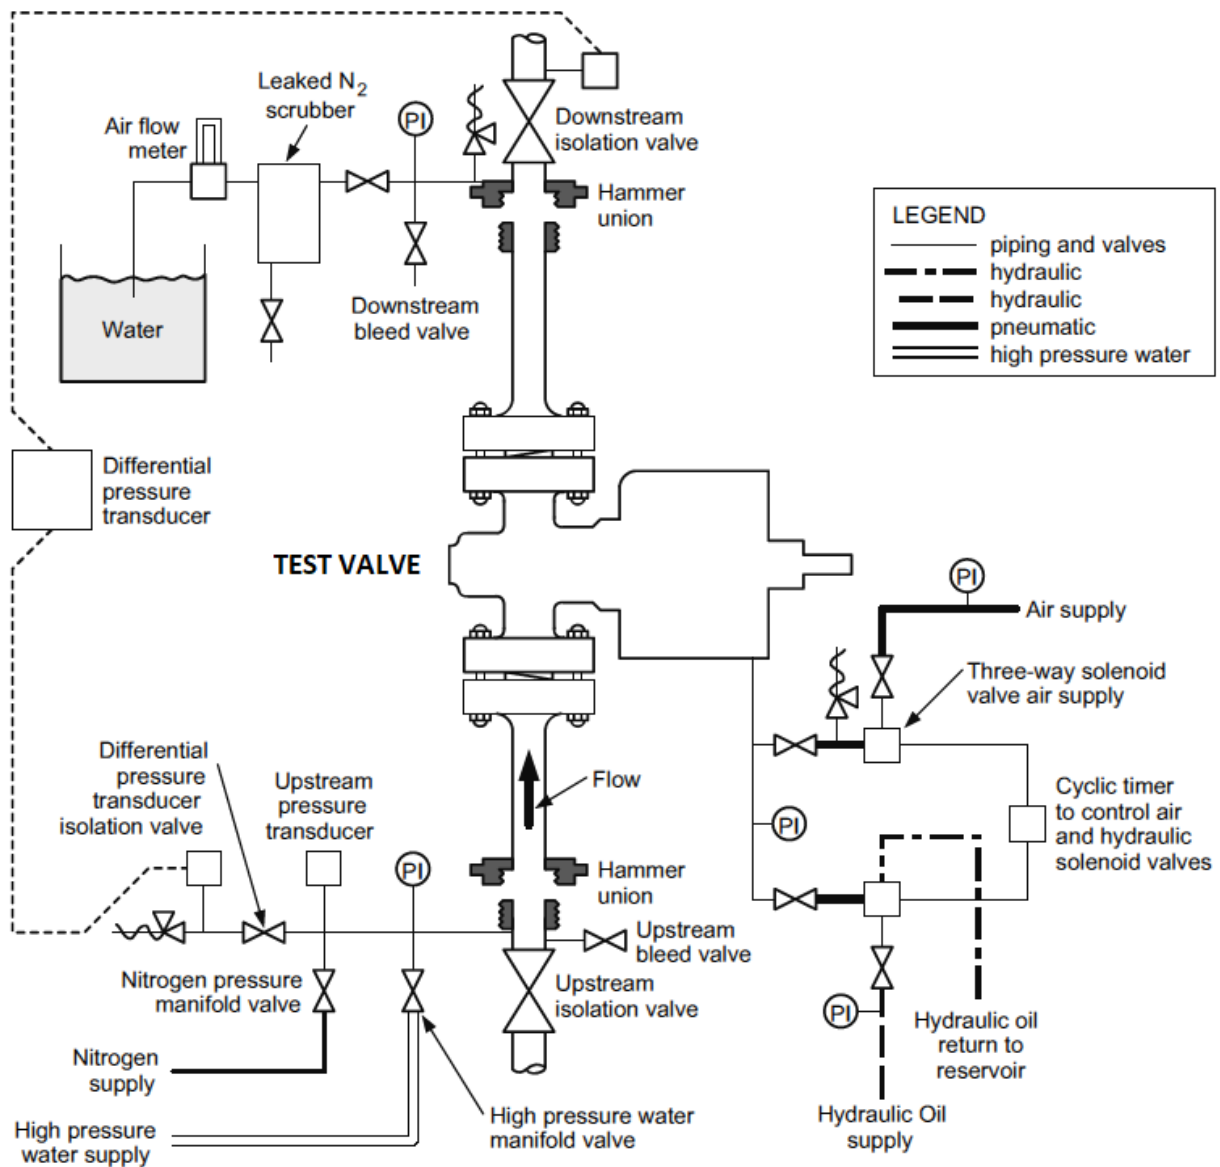 Leaked N2
scrubber
Air flow
meter
PI
Downstream
isolation valve
Hammer
union
Downstream
bleed valve
Water
LEGEND
piping and valves
hydraulic
hydraulic
pneumatic
high pressure water
Differential
pressure
transducer
TEST VALVE
PI
Air supply
Three-way solenoid
valve air supply
Differential
pressure
transducer
isolation valve
Upstream
pressure
transducer
Flow
PI
Cyclic timer
to control air
and hydraulic
solenoid valves
PI
Hammer
union
Upstream
bleed valve
Nitrogen pressure
manifold valve
Upstream
isolation valve
PI
Hydraulic oil
return to
reservoir
Nitrogen
supply
High pressure water
manifold valve
Hydraulic Oil
supply
High pressure
water supply